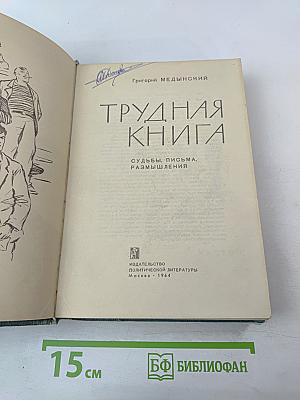 Григорий МЕДЫНСКИЙ
ТРУДНАЯ
КНИГА
СУДЬБЫ, ПИСЬМА,
РАЗМЫШЛЕНИЯ
ИЗДАТЕЛЬСТВО
ПОЛИТИЧЕСКОЙ ЛИТЕРАТУРЫ
Москва • 1964
15 см
БФ БИБЛИОФАН